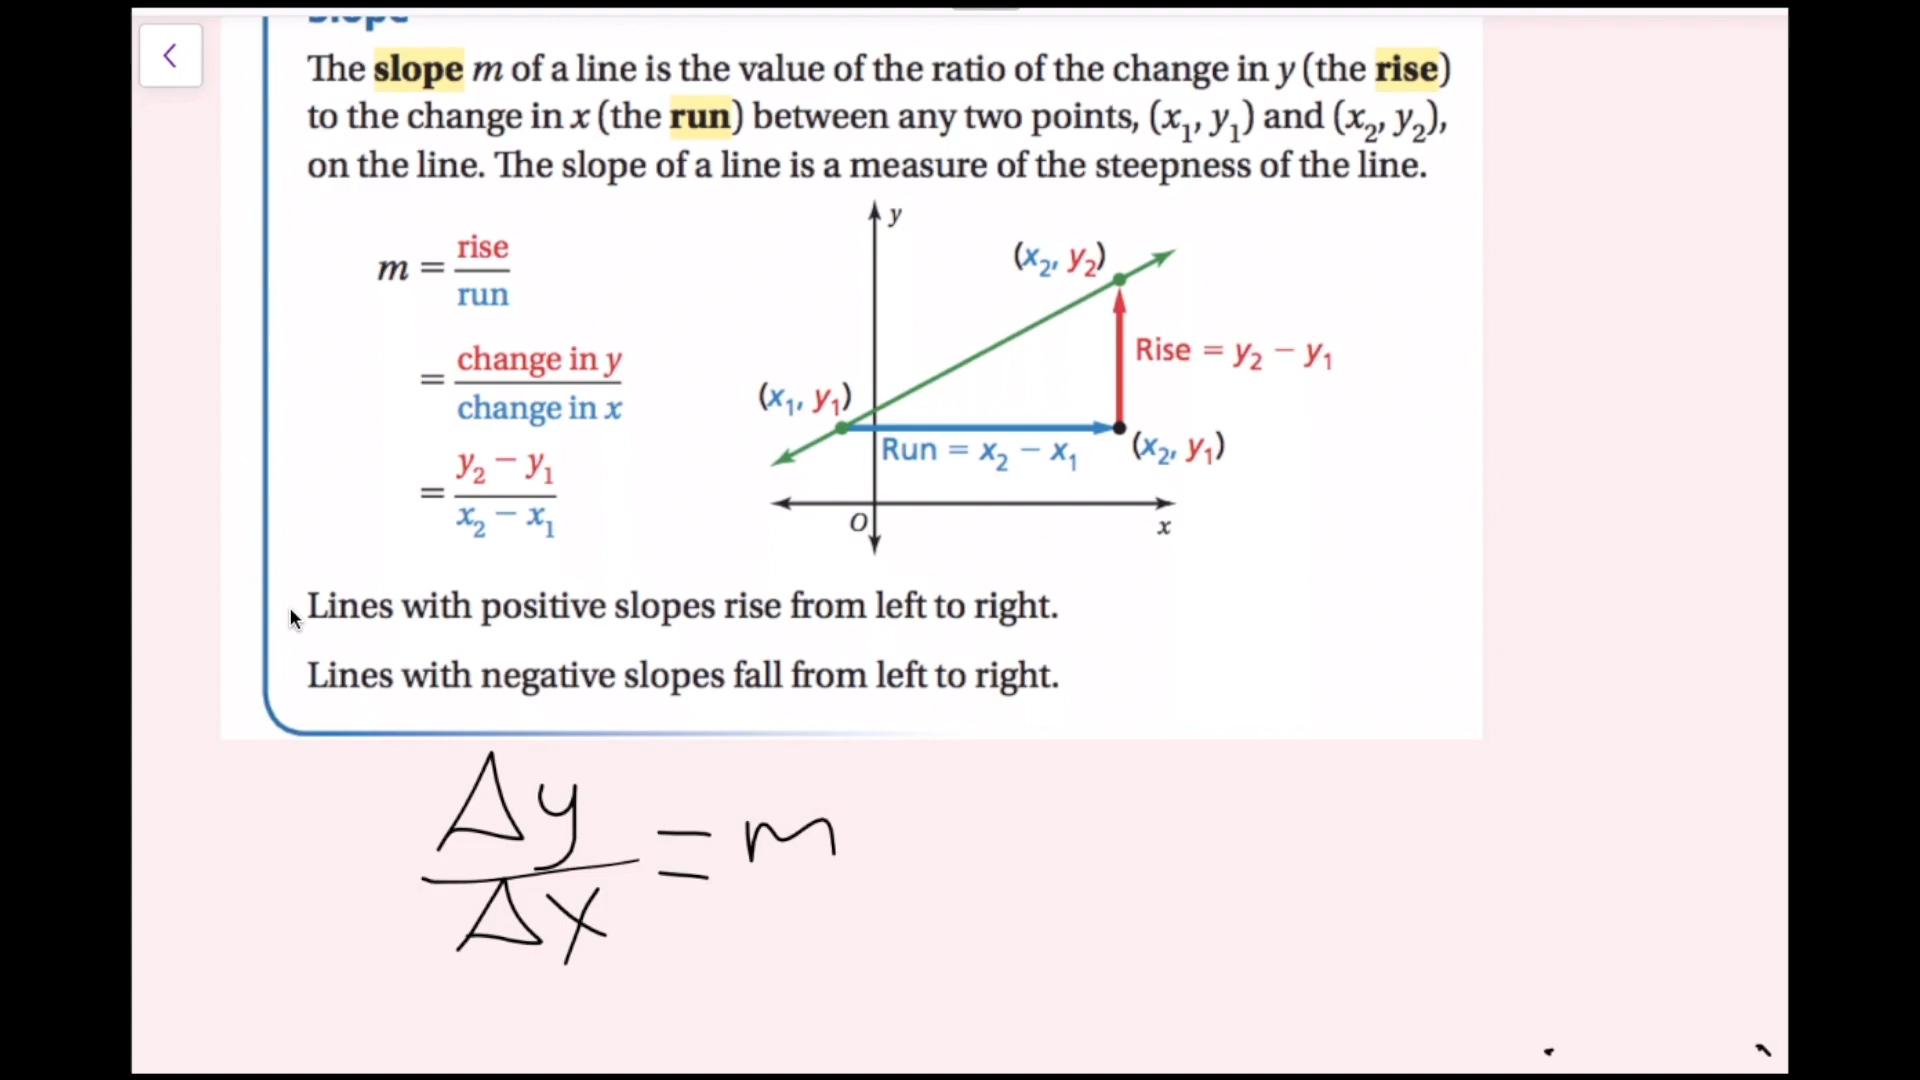 Slope
The slope m of a line is the value of the ratio of the change in y (the rise)
to the change in x (the run) between any two points, (x₁, y₁) and (x₂, y₂),
on the line. The slope of a line is a measure of the steepness of the line.
m = rise / run
= change in y / change in x
= y₂ − y₁ / x₂ − x₁
y
(x₂, y₂)
Rise = y₂ − y₁
(x₁, y₁)
Run = x₂ − x₁
(x₂, y₁)
O
x
Lines with positive slopes rise from left to right.
Lines with negative slopes fall from left to right.
Δy / Δx = m